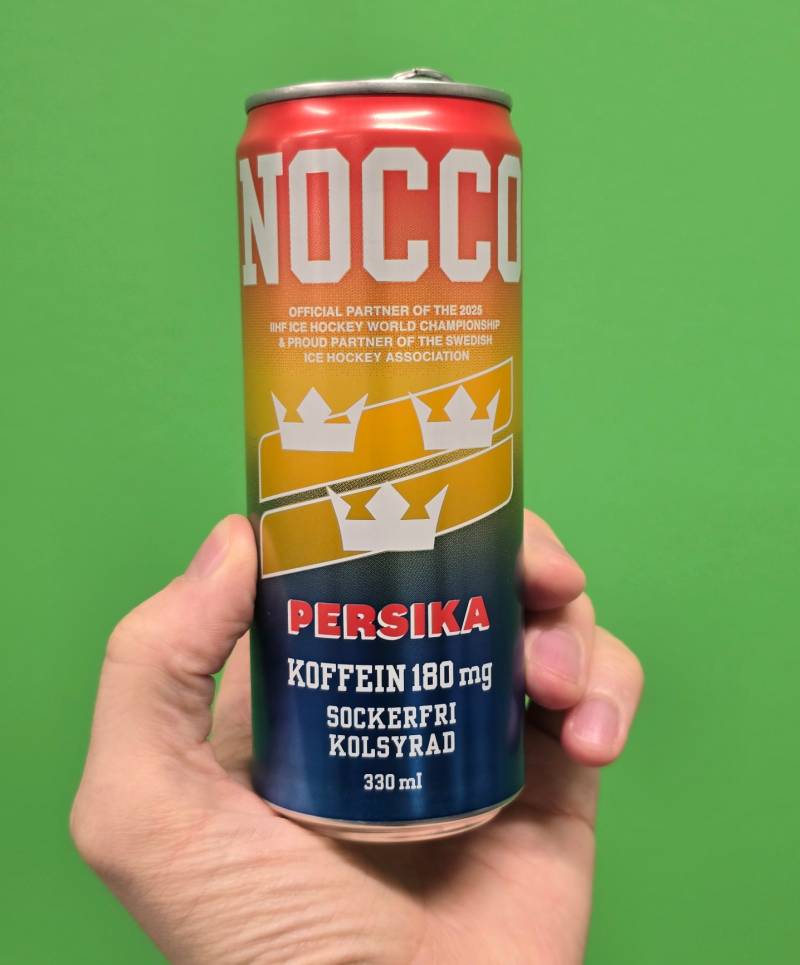 NOCCO
OFFICIAL PARTNER OF THE 2025
IIHF ICE HOCKEY WORLD CHAMPIONSHIP
& PROUD PARTNER OF THE SWEDISH
ICE HOCKEY ASSOCIATION
PERSIKA
KOFFEIN 180 mg
SOCKERFRI
KOLSYRAD
330 ml